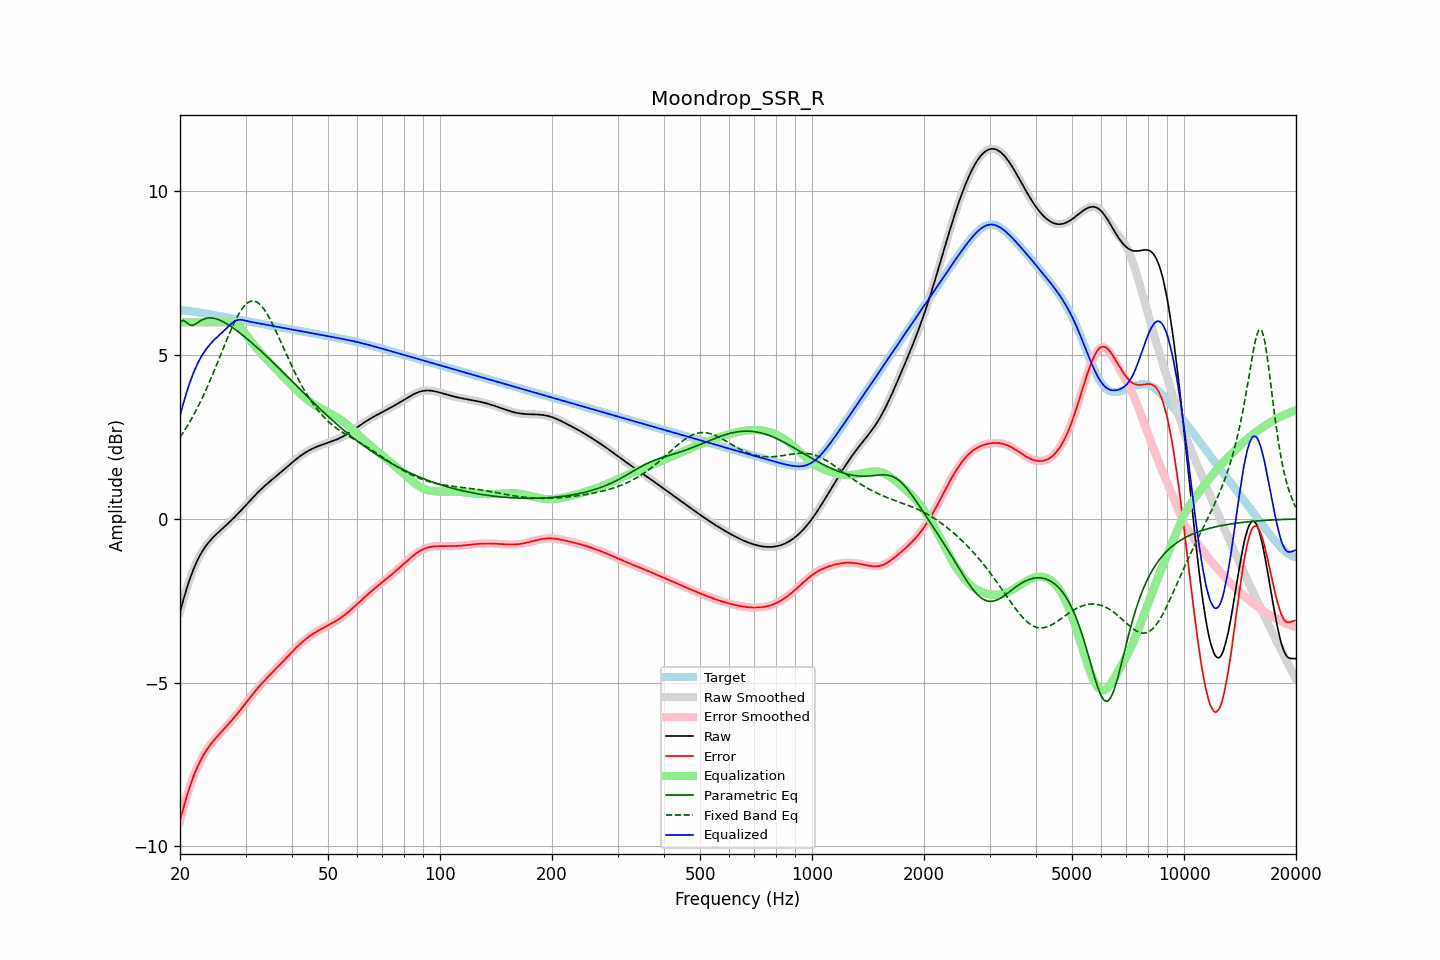 Moondrop_SSR_R
Amplitude (dBr)
10
5
0
−5
−10
Target
Raw Smoothed
Error Smoothed
Raw
Error
Equalization
Parametric Eq
Fixed Band Eq
Equalized
20 50 100 200 500 1000 2000 5000 10000 20000
Frequency (Hz)